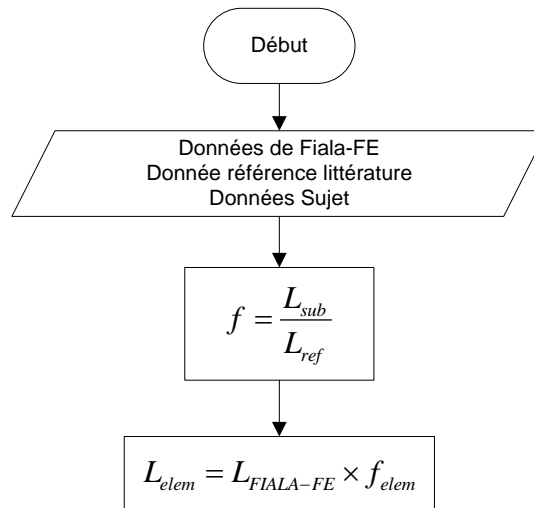 Début
Données de Fiala-FE
Donnée référence littérature
Données Sujet
f = L_sub / L_ref
L_elem = L_FIALA−FE × f_elem